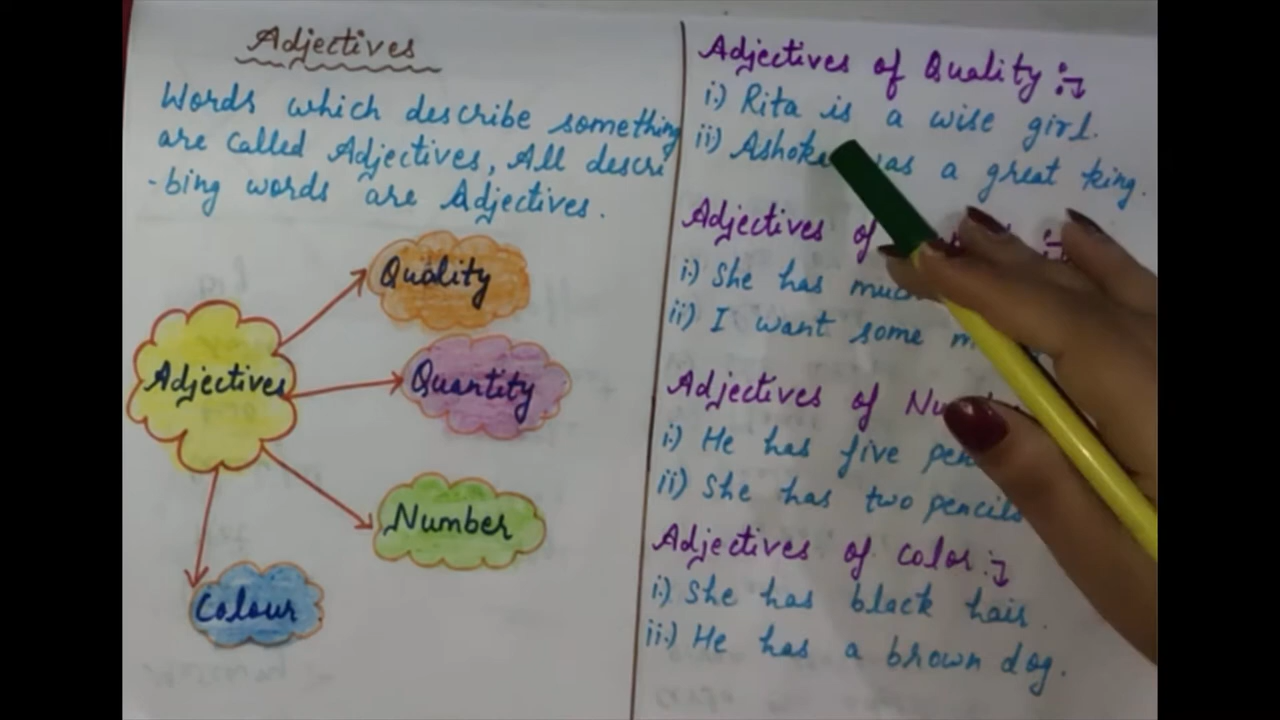 Adjectives
Words which describe something
are called Adjectives, All descri
-bing words are Adjectives.
Adjectives
Quality
Quantity
Number
Colour
Adjectives of Quality :→
i.) Rita is a wise girl.
ii) Ashoka was a great king.
Adjectives of
i.) She has much
ii) I want some
Adjectives of
i.) He has five
ii) She has two pencils
Adjectives of color :→
i.) She has black hair.
ii.) He has a brown dog.